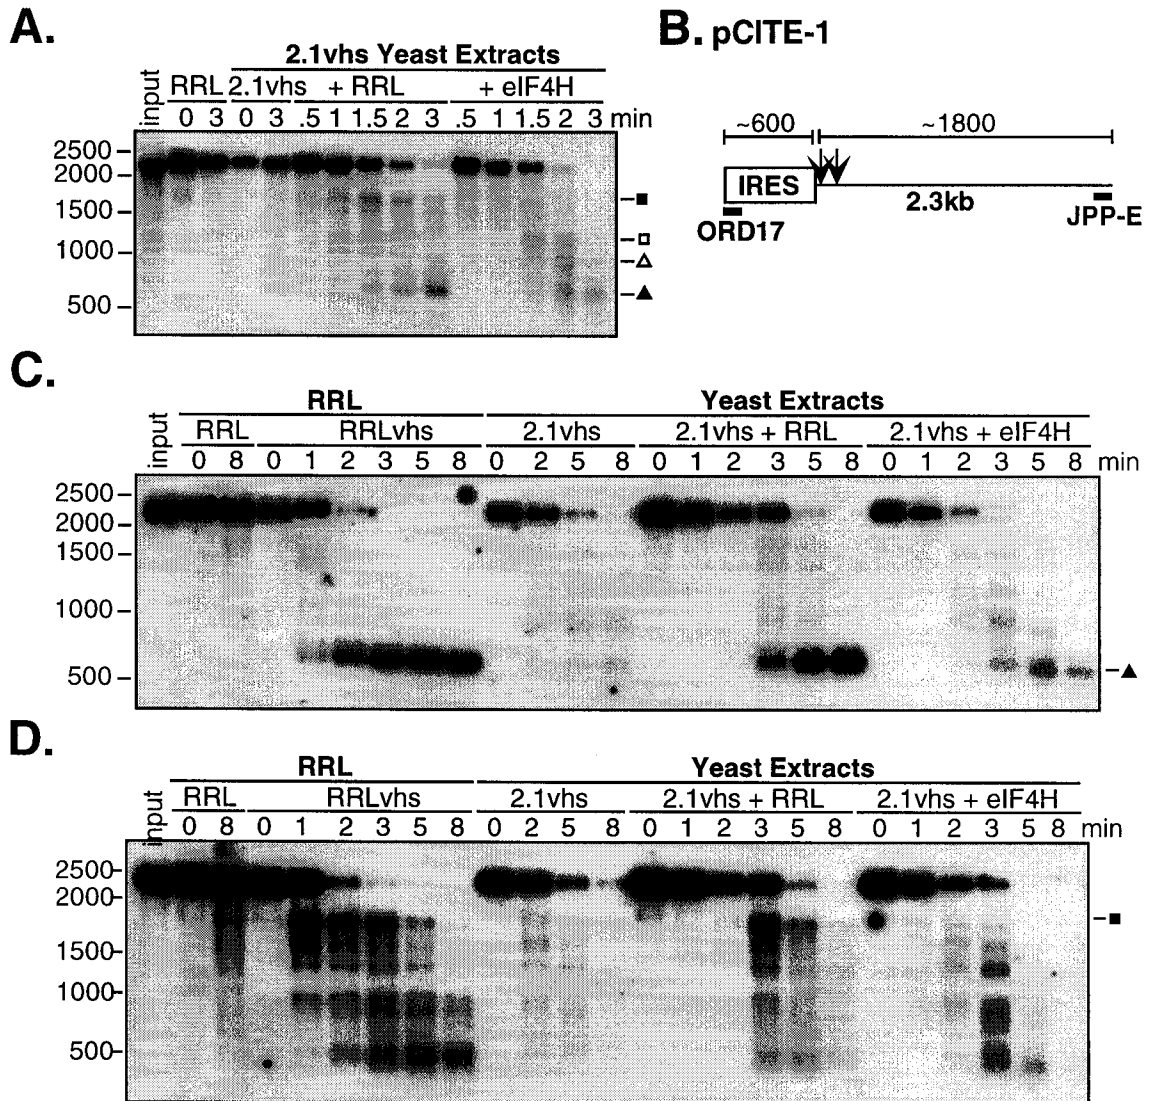 A.
2.1vhs Yeast Extracts
input RRL 2.1vhs + RRL + eIF4H
0 3 0 3 .5 1 1.5 2 3 .5 1 1.5 2 3 min
2500
2000
1500
1000
500
B. pCITE-1
~600 ~1800
IRES
2.3kb
ORD17
JPP-E
C.
RRL Yeast Extracts
input RRL RRLvhs 2.1vhs 2.1vhs + RRL 2.1vhs + eIF4H
0 8 0 1 2 3 5 8 0 2 5 8 0 1 2 3 5 8 0 1 2 3 5 8 min
2500
2000
1500
1000
500
D.
RRL Yeast Extracts
input RRL RRLvhs 2.1vhs 2.1vhs + RRL 2.1vhs + eIF4H
0 8 0 1 2 3 5 8 0 2 5 8 0 1 2 3 5 8 0 1 2 3 5 8 min
2500
2000
1500
1000
500